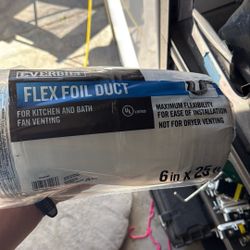 EVERBILT
FLEX FOIL DUCT
FOR KITCHEN AND BATH
FAN VENTING
UL
MAXIMUM FLEXIBILITY
FOR EASE OF INSTALLATION
NOT FOR DRYER VENTING
6 in X 25